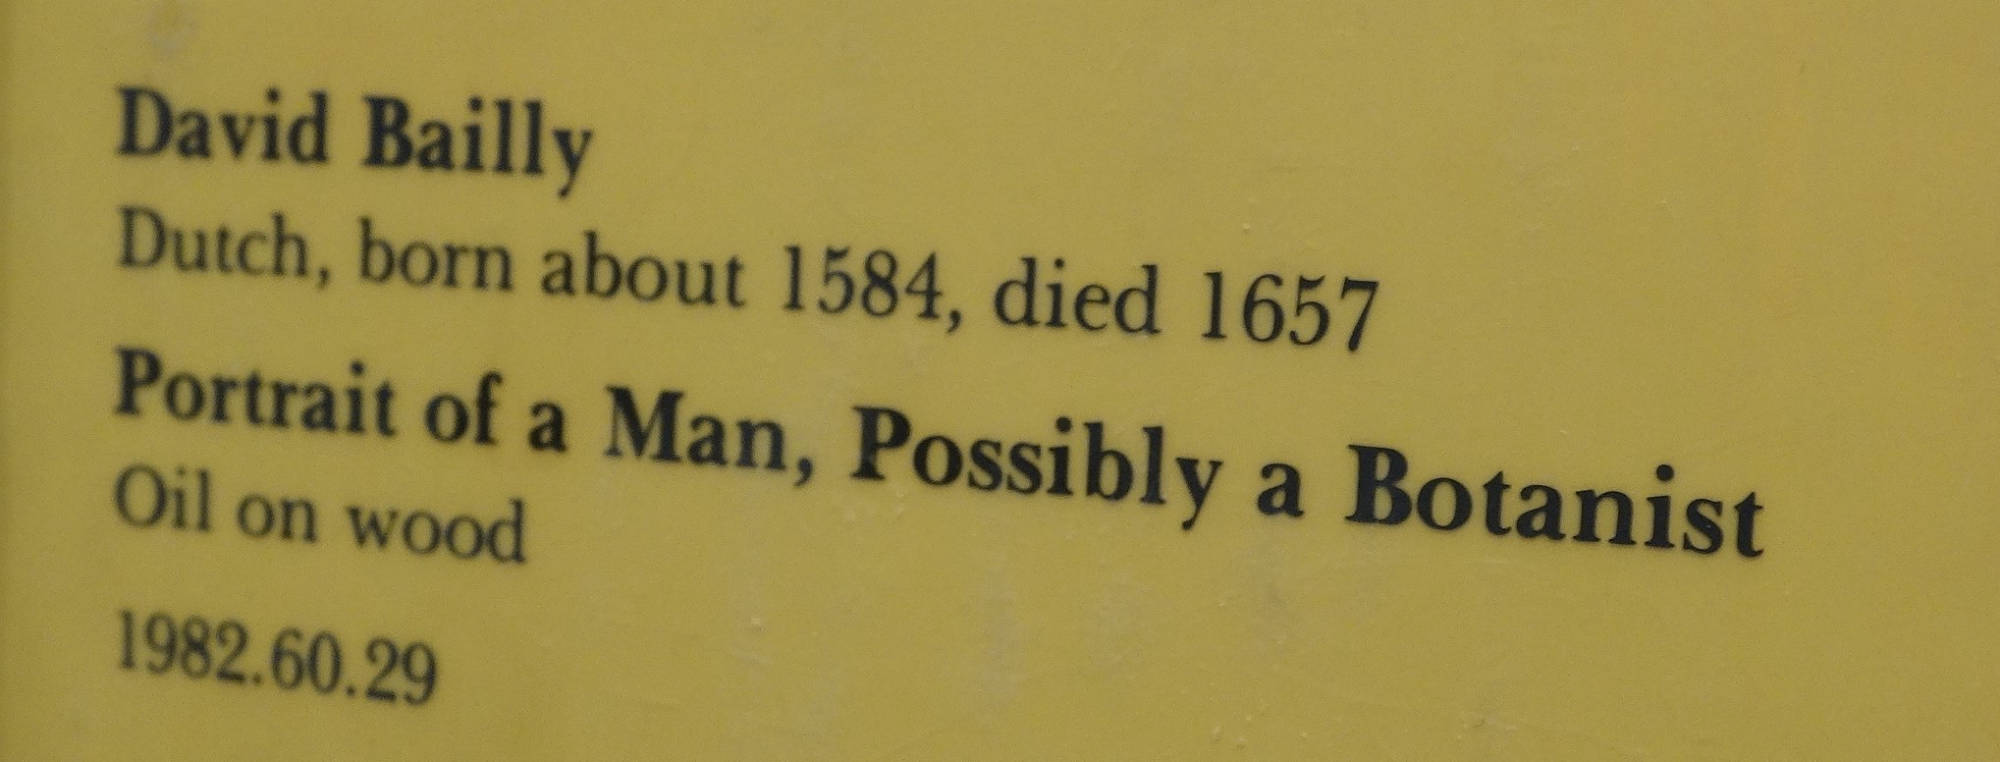 David Bailly
Dutch, born about 1584, died 1657
Portrait of a Man, Possibly a Botanist
Oil on wood
1982.60.29